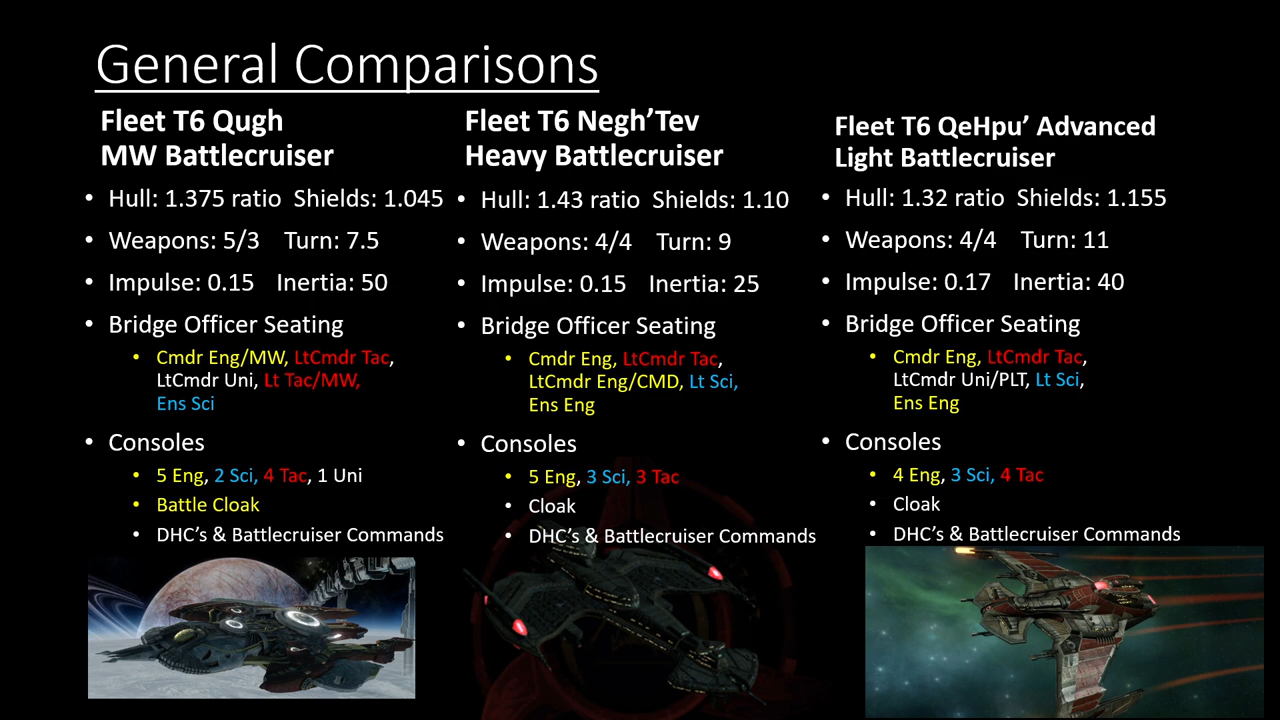 General Comparisons
Fleet T6 Qugh
MW Battlecruiser
• Hull: 1.375 ratio  Shields: 1.045
• Weapons: 5/3    Turn: 7.5
• Impulse: 0.15    Inertia: 50
• Bridge Officer Seating
• Cmdr Eng/MW, LtCmdr Tac,
LtCmdr Uni, Lt Tac/MW,
Ens Sci
• Consoles
• 5 Eng, 2 Sci, 4 Tac, 1 Uni
• Battle Cloak
• DHC’s & Battlecruiser Commands
Fleet T6 Negh’Tev
Heavy Battlecruiser
• Hull: 1.43 ratio  Shields: 1.10
• Weapons: 4/4    Turn: 9
• Impulse: 0.15    Inertia: 25
• Bridge Officer Seating
• Cmdr Eng, LtCmdr Tac,
LtCmdr Eng/CMD, Lt Sci,
Ens Eng
• Consoles
• 5 Eng, 3 Sci, 3 Tac
• Cloak
• DHC’s & Battlecruiser Commands
Fleet T6 QeHpu’ Advanced
Light Battlecruiser
• Hull: 1.32 ratio  Shields: 1.155
• Weapons: 4/4    Turn: 11
• Impulse: 0.17    Inertia: 40
• Bridge Officer Seating
• Cmdr Eng, LtCmdr Tac,
LtCmdr Uni/PLT, Lt Sci,
Ens Eng
• Consoles
• 4 Eng, 3 Sci, 4 Tac
• Cloak
• DHC’s & Battlecruiser Commands